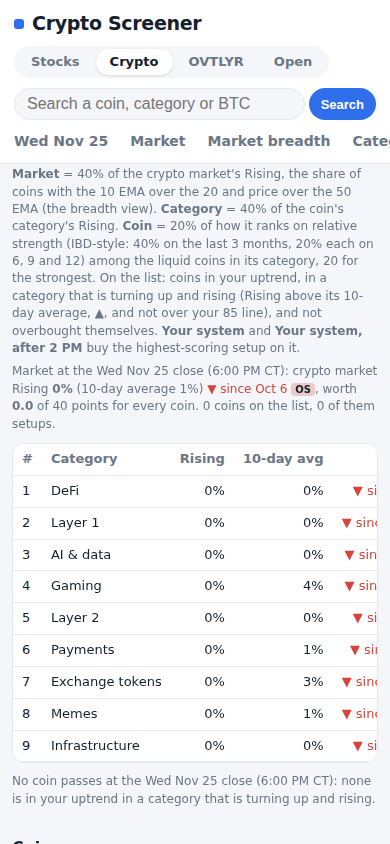 Crypto Screener
Stocks Crypto OVTLYR Open
Search a coin, category or BTC Search
Wed Nov 25 Market Market breadth
Market = 40% of the crypto market's Rising, the share of
coins with the 10 EMA over the 20 and price over the 50
EMA (the breadth view). Category = 40% of the coin's
category's Rising. Coin = 20% of how it ranks on relative
strength (IBD-style: 40% on the last 3 months, 20% each on
6, 9 and 12) among the liquid coins in its category, 20 for
the strongest. On the list: coins in your uptrend, in a
category that is turning up and rising (Rising above its 10-
day average, ▲, and not over your 85 line), and not
overbought themselves. Your system and Your system,
after 2 PM buy the highest-scoring setup on it.
Market at the Wed Nov 25 close (6:00 PM CT): crypto market
Rising 0% (10-day average 1%) ▼ since Oct 6 OS, worth
0.0 of 40 points for every coin. 0 coins on the list, 0 of them
setups.
# Category Rising 10-day avg
1 DeFi 0% 0% ▼
2 Layer 1 0% 0% ▼
3 AI & data 0% 0% ▼
4 Gaming 0% 4% ▼
5 Layer 2 0% 0% ▼
6 Payments 0% 1% ▼
7 Exchange tokens 0% 3% ▼
8 Memes 0% 1% ▼
9 Infrastructure 0% 0% ▼
No coin passes at the Wed Nov 25 close (6:00 PM CT): none
is in your uptrend in a category that is turning up and rising.